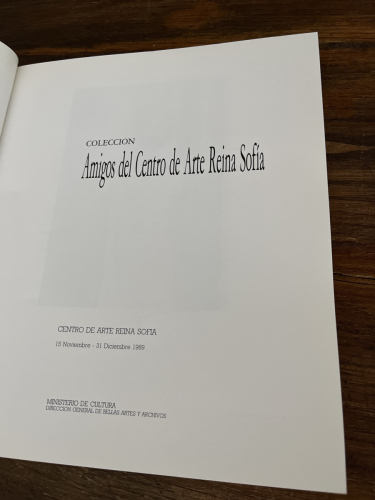 COLECCION
Amigos del Centro de Arte Reina Sofía
CENTRO DE ARTE REINA SOFIA
15 Noviembre - 31 Diciembre 1989
MINISTERIO DE CULTURA
DIRECCION GENERAL DE BELLAS ARTES Y ARCHIVOS